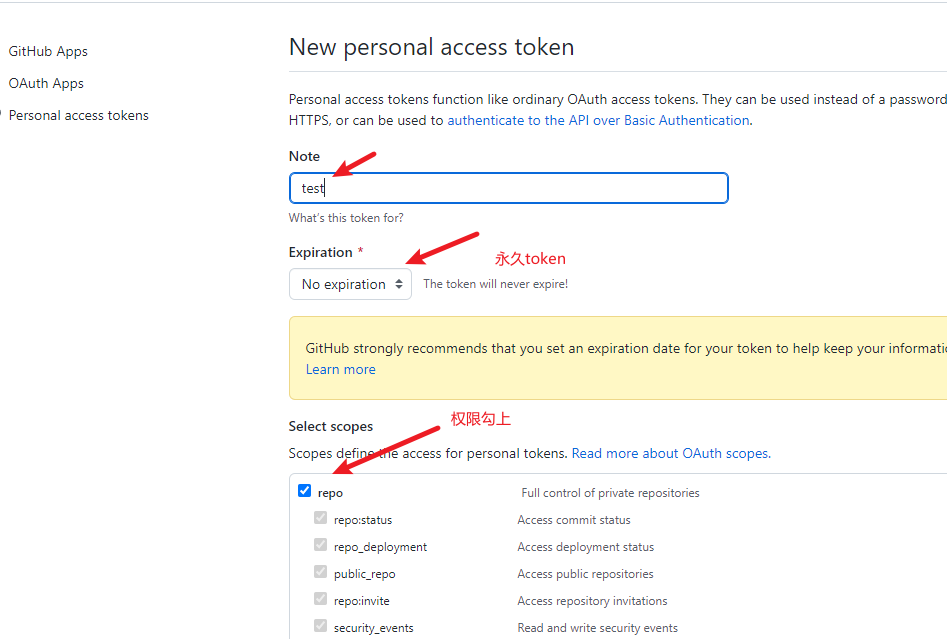 GitHub Apps
OAuth Apps
Personal access tokens
New personal access token
Personal access tokens function like ordinary OAuth access tokens. They can be used instead of a password
HTTPS, or can be used to authenticate to the API over Basic Authentication.
Note
test
What's this token for?
Expiration *
永久token
No expiration
The token will never expire!
GitHub strongly recommends that you set an expiration date for your token to help keep your informati
Learn more
权限勾上
Select scopes
Scopes define the access for personal tokens. Read more about OAuth scopes.
repo Full control of private repositories
repo:status Access commit status
repo_deployment Access deployment status
public_repo Access public repositories
repo:invite Access repository invitations
security_events Read and write security events